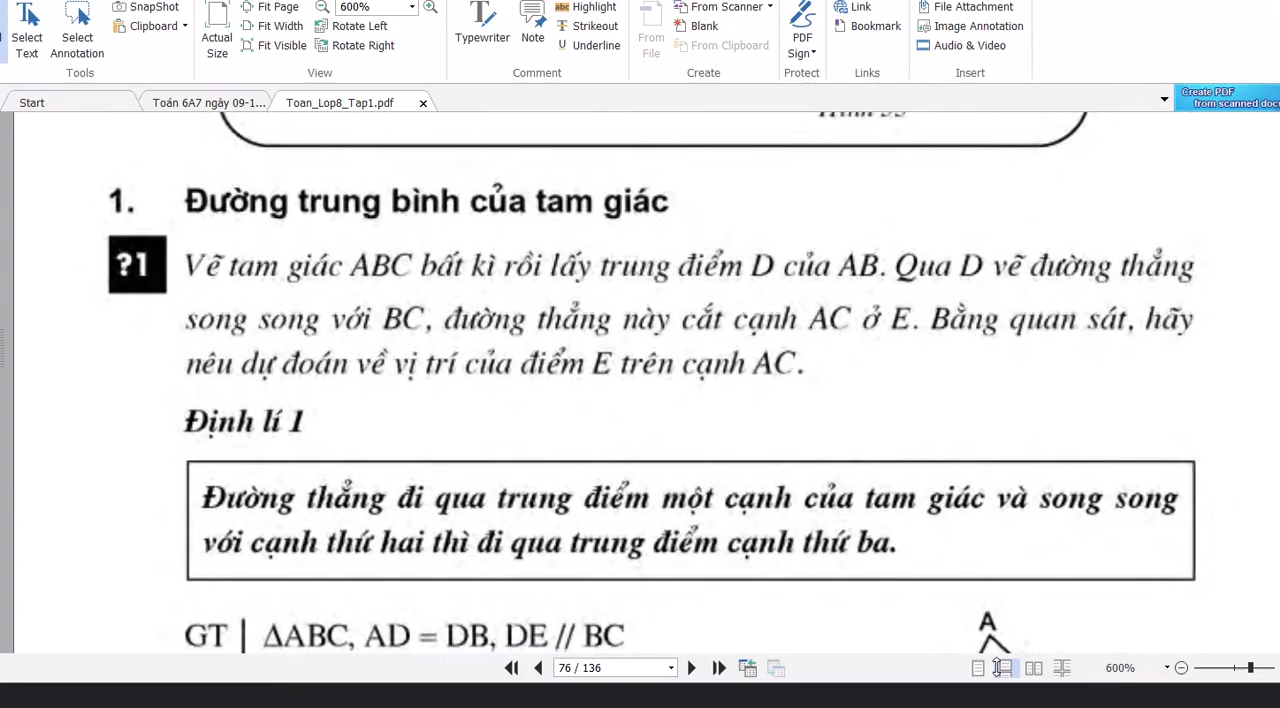 SnapShot Fit Page 600% Highlight From Scanner Link File Attachment
Clipboard Fit Width Rotate Left Strikeout Blank Bookmark Image Annotation
Select Text Select Annotation Actual Size Fit Visible Rotate Right Typewriter Note Underline From File From Clipboard PDF Sign Audio & Video
Tools View Comment Create Protect Links Insert
Start Toán 6A7 ngày 09-1... Toan_Lop8_Tap1.pdf Create PDF
from scanned docu
1. Đường trung bình của tam giác
?1 Vẽ tam giác ABC bất kì rồi lấy trung điểm D của AB. Qua D vẽ đường thẳng
song song với BC, đường thẳng này cắt cạnh AC ở E. Bằng quan sát, hãy
nêu dự đoán về vị trí của điểm E trên cạnh AC.
Định lí 1
Đường thẳng đi qua trung điểm một cạnh của tam giác và song song
với cạnh thứ hai thì đi qua trung điểm cạnh thứ ba.
A
GT | ΔABC, AD = DB, DE // BC
76 / 136 600%